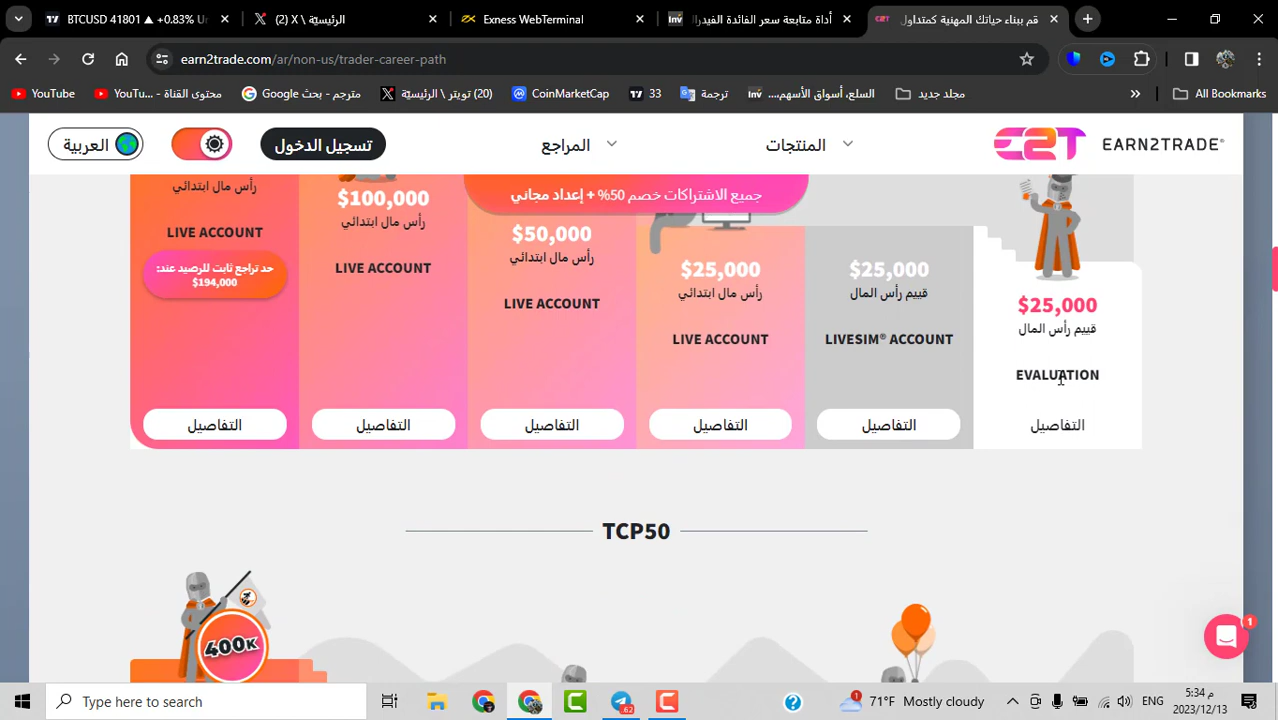 BTCUSD 41801 ▲ +0.83% U
(2) الرئيسيّة / X
Exness WebTerminal
أداة متابعة سعر الفائدة الفيدرا
قم ببناء حياتك المهنية كمتداول
earn2trade.com/ar/non-us/trader-career-path
YouTube
YouTu... - محتوى القناة
مترجم - بحث Google
(20) تويتر \ الرئيسية
CoinMarketCap
33
ترجمة
السلع، أسواق الأسهم،...
مجلد جديد
»
All Bookmarks
العربية
تسجيل الدخول
المراجع
المنتجات
EARN2TRADE®
جميع الاشتراكات خصم 50% + إعداد مجاني
رأس مال ابتدائي
LIVE ACCOUNT
حد تراجع ثابت للرصيد عند:
$194,000
التفاصيل
$100,000
رأس مال ابتدائي
LIVE ACCOUNT
التفاصيل
$50,000
رأس مال ابتدائي
LIVE ACCOUNT
التفاصيل
$25,000
رأس مال ابتدائي
LIVE ACCOUNT
التفاصيل
$25,000
قييم رأس المال
LIVESIM® ACCOUNT
التفاصيل
$25,000
قييم رأس المال
EVALUATION
التفاصيل
TCP50
400K
1
Type here to search
.62
71°F Mostly cloudy
ENG
5:34 م
2023/12/13